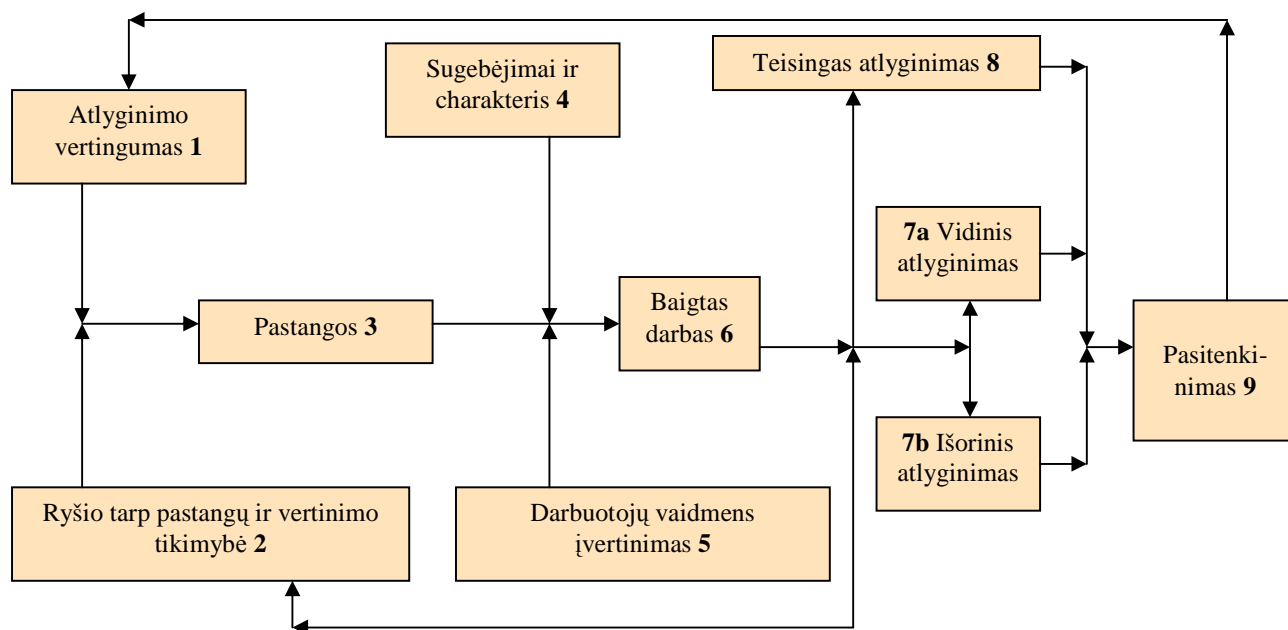 Atlyginimo
vertingumas 1
Sugebėjimai ir
charakteris 4
Teisingas atlyginimas 8
7a Vidinis
atlyginimas
Pastangos 3
Baigtas
darbas 6
Pasitenki-
nimas 9
7b Išorinis
atlyginimas
Ryšio tarp pastangų ir vertinimo
tikimybė 2
Darbuotojų vaidmens
įvertinimas 5